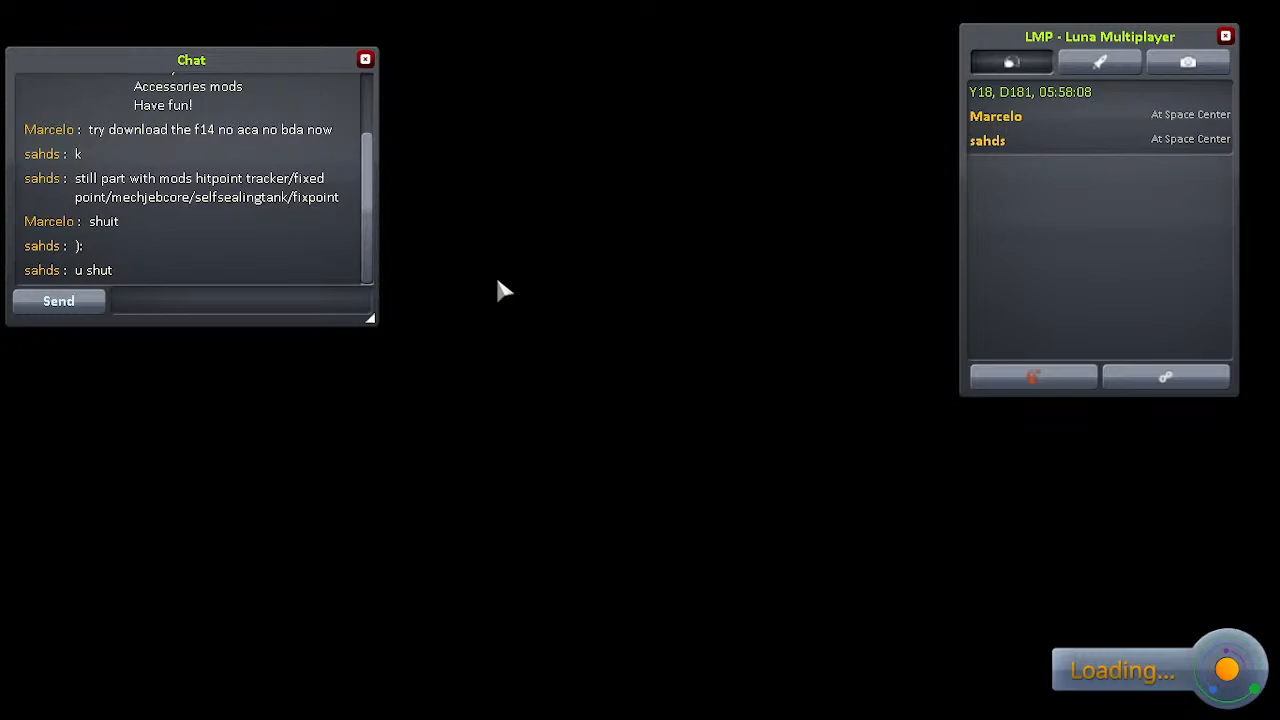 Chat
Accessories mods
Have fun!
Marcelo : try download the f14 no aca no bda now
sahds : k
sahds : still part with mods hitpoint tracker/fixed
point/mechjebcore/selfsealingtank/fixpoint
Marcelo : shuit
sahds : ):
sahds : u shut
Send
LMP - Luna Multiplayer
Y18, D181, 05:58:08
Marcelo At Space Center
sahds At Space Center
Loading...